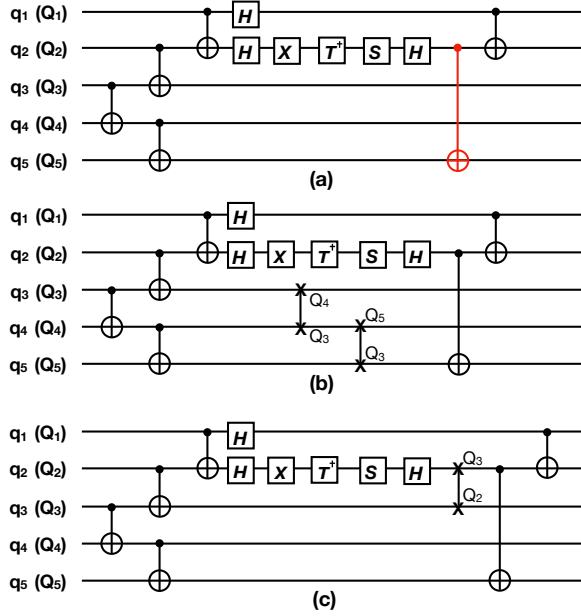 q₁ (Q₁) H
q₂ (Q₂) H X T† S H
q₃ (Q₃)
q₄ (Q₄)
q₅ (Q₅)
(a)
q₁ (Q₁) H
q₂ (Q₂) H X T† S H
q₃ (Q₃)
Q₄
q₄ (Q₄) Q₃ Q₅
q₅ (Q₅) Q₃
(b)
q₁ (Q₁) H
q₂ (Q₂) H X T† S H Q₃
Q₂
q₃ (Q₃)
q₄ (Q₄)
q₅ (Q₅)
(c)